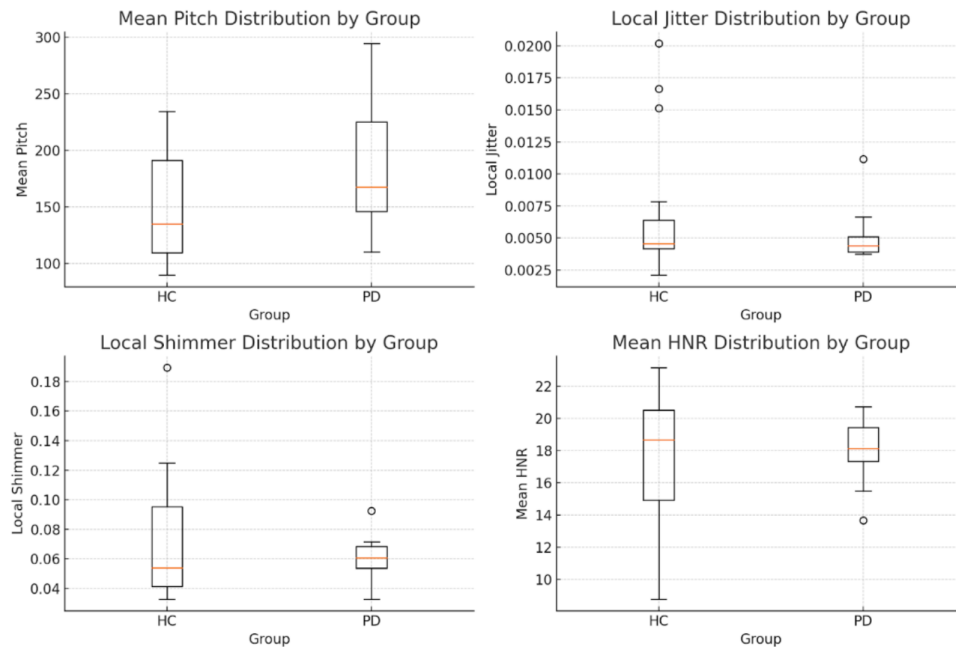 Mean Pitch Distribution by Group
300
250
200
150
100
Mean Pitch
HC
PD
Group
Local Jitter Distribution by Group
0.0200
0.0175
0.0150
0.0125
0.0100
0.0075
0.0050
0.0025
Local Jitter
HC
PD
Group
Local Shimmer Distribution by Group
0.18
0.16
0.14
0.12
0.10
0.08
0.06
0.04
Local Shimmer
HC
PD
Group
Mean HNR Distribution by Group
22
20
18
16
14
12
10
Mean HNR
HC
PD
Group